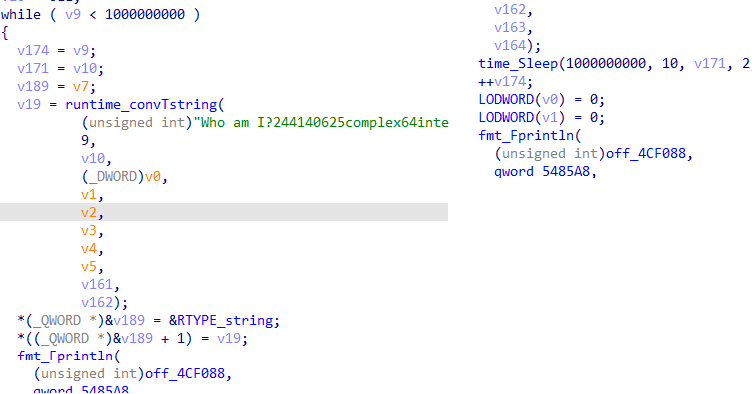 while ( v9 < 1000000000 )
{
v174 = v9;
v171 = v10;
v189 = v7;
v19 = runtime_convTstring(
(unsigned int)"Who am I?244140625complex64inte
9,
v10,
(_DWORD)v0,
v1,
v2,
v3,
v4,
v5,
v161,
v162);
*(_QWORD *)&v189 = &RTYPE_string;
*((_QWORD *)&v189 + 1) = v19;
fmt_Fprintln(
(unsigned int)off_4CF088,
qword_5485A8,
v162,
v163,
v164);
time_Sleep(1000000000, 10, v171, 2
++v174;
LODWORD(v0) = 0;
LODWORD(v1) = 0;
fmt_Fprintln(
(unsigned int)off_4CF088,
qword_5485A8,